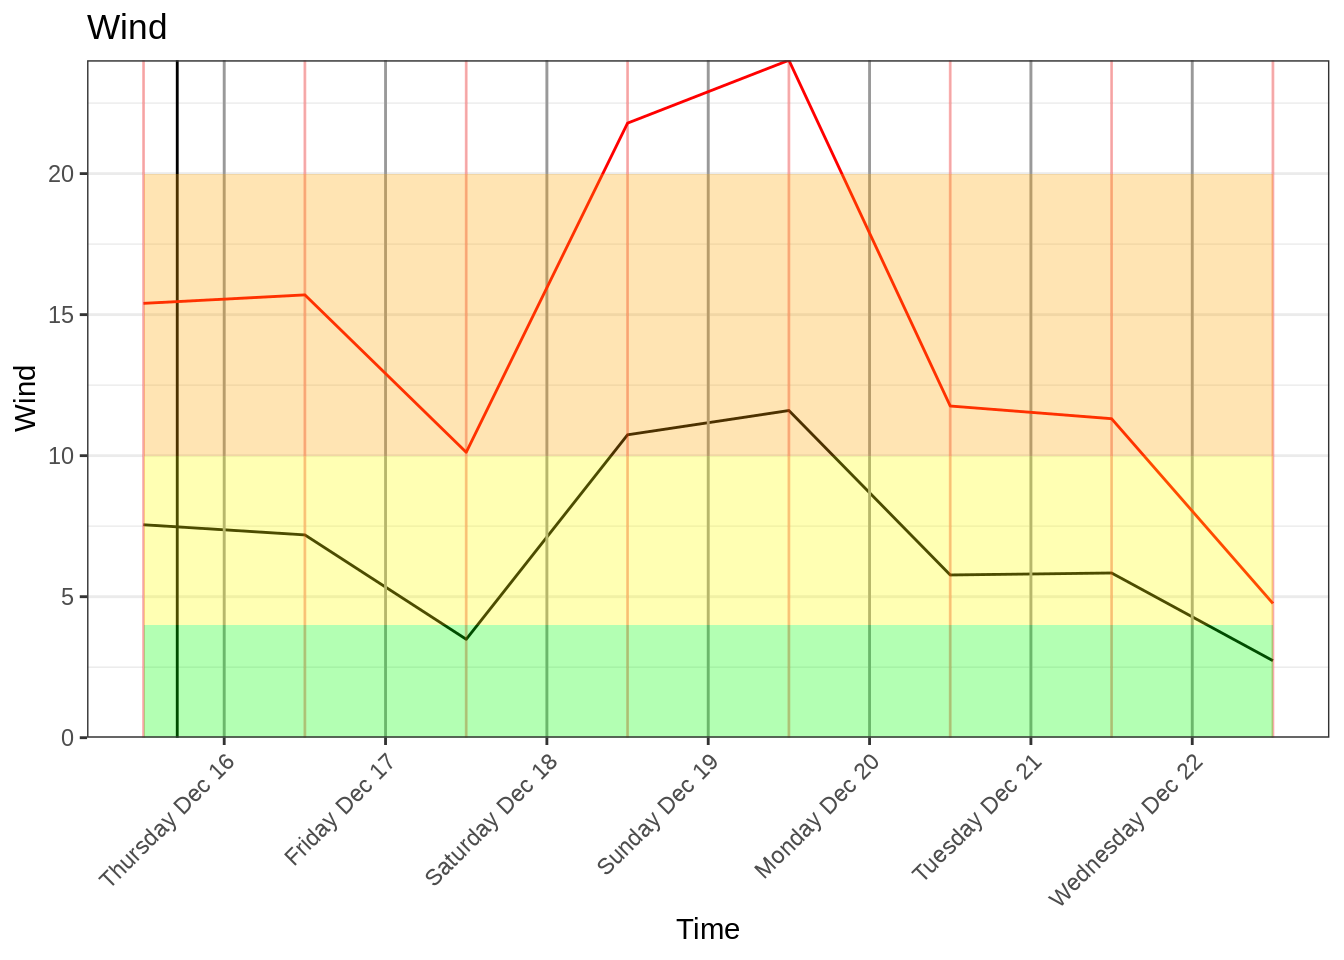 Wind
20
15
10
5
0
Wind
Thursday Dec 16
Friday Dec 17
Saturday Dec 18
Sunday Dec 19
Monday Dec 20
Tuesday Dec 21
Wednesday Dec 22
Time